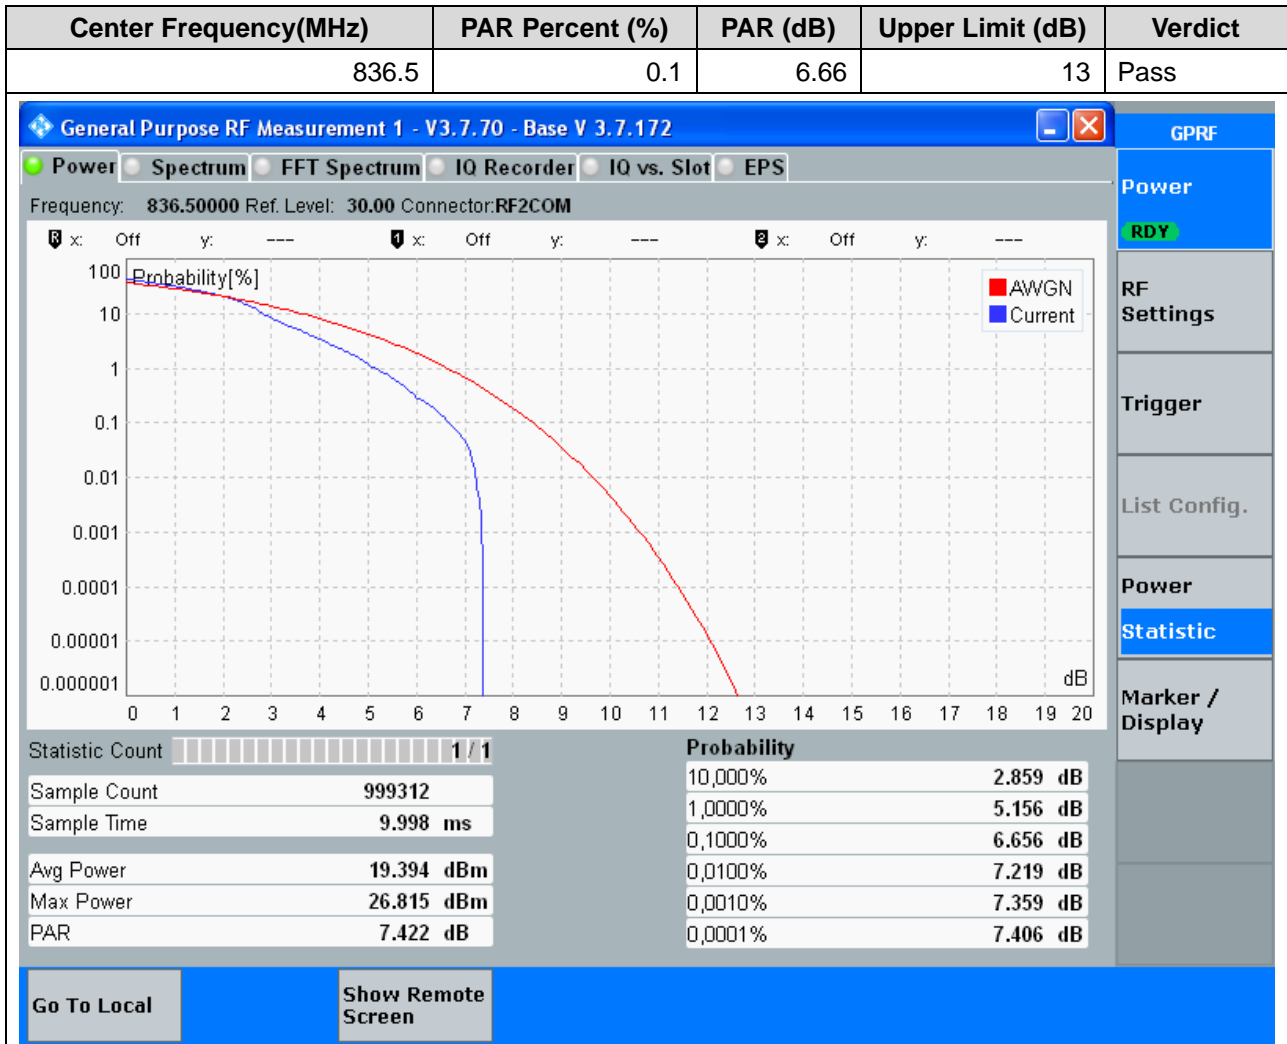 Center Frequency(MHz) PAR Percent (%) PAR (dB) Upper Limit (dB) Verdict
836.5 0.1 6.66 13 Pass
General Purpose RF Measurement 1 - V3.7.70 - Base V 3.7.172
GPRF
Power Spectrum FFT Spectrum IQ Recorder IQ vs. Slot EPS
Power
RDY
Frequency: 836.50000 Ref. Level: 30.00 Connector:RF2COM
R x: Off y: --- 1 x: Off y: --- 2 x: Off y: ---
Probability[%]
AWGN
Current
100
10
1
0.1
0.01
0.001
0.0001
0.00001
0.000001
dB
0 1 2 3 4 5 6 7 8 9 10 11 12 13 14 15 16 17 18 19 20
RF
Settings
Trigger
List Config.
Power
Statistic
Marker /
Display
Statistic Count 1 / 1
Sample Count 999312
Sample Time 9.998 ms
Avg Power 19.394 dBm
Max Power 26.815 dBm
PAR 7.422 dB
Probability
10,000% 2.859 dB
1,0000% 5.156 dB
0,1000% 6.656 dB
0,0100% 7.219 dB
0,0010% 7.359 dB
0,0001% 7.406 dB
Go To Local
Show Remote
Screen